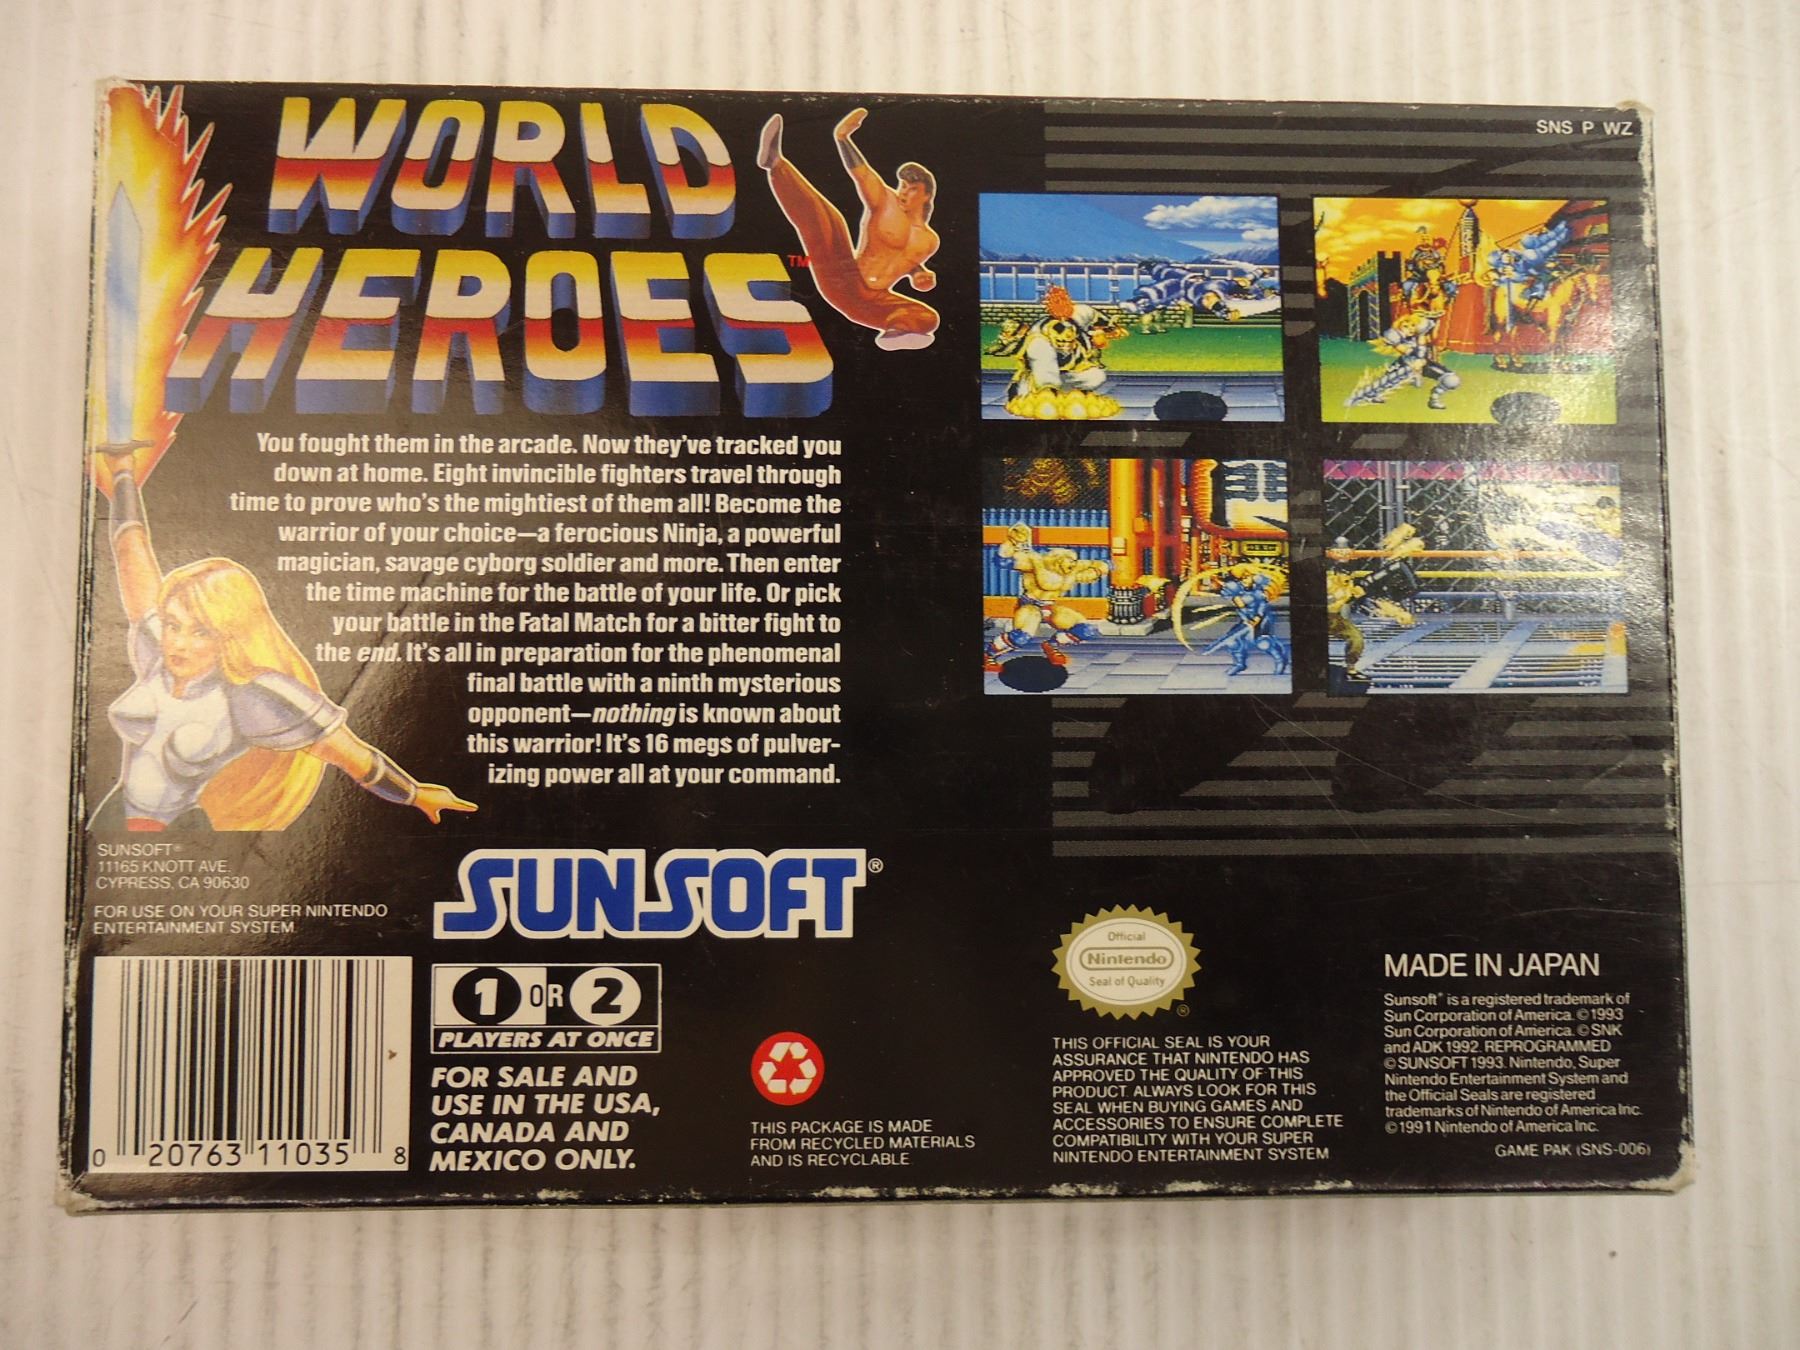 WORLD
HEROES™
SNS P WZ
You fought them in the arcade. Now they've tracked you
down at home. Eight invincible fighters travel through
time to prove who's the mightiest of them all! Become the
warrior of your choice—a ferocious Ninja, a powerful
magician, savage cyborg soldier and more. Then enter
the time machine for the battle of your life. Or pick
your battle in the Fatal Match for a bitter fight to
the end. It's all in preparation for the phenomenal
final battle with a ninth mysterious
opponent—nothing is known about
this warrior! It's 16 megs of pulver-
izing power all at your command.
SUNSOFT®
11165 KNOTT AVE.
CYPRESS, CA 90630
FOR USE ON YOUR SUPER NINTENDO
ENTERTAINMENT SYSTEM
SUNSOFT®
0 20763 11035 8
1 OR 2
PLAYERS AT ONCE
FOR SALE AND
USE IN THE USA,
CANADA AND
MEXICO ONLY.
THIS PACKAGE IS MADE
FROM RECYCLED MATERIALS
AND IS RECYCLABLE.
Official
Nintendo
Seal of Quality
®
THIS OFFICIAL SEAL IS YOUR
ASSURANCE THAT NINTENDO HAS
APPROVED THE QUALITY OF THIS
PRODUCT. ALWAYS LOOK FOR THIS
SEAL WHEN BUYING GAMES AND
ACCESSORIES TO ENSURE COMPLETE
COMPATIBILITY WITH YOUR SUPER
NINTENDO ENTERTAINMENT SYSTEM
MADE IN JAPAN
Sunsoft® is a registered trademark of
Sun Corporation of America. ©1993
Sun Corporation of America. ©SNK
and ADK 1992. REPROGRAMMED
©SUNSOFT 1993. Nintendo, Super
Nintendo Entertainment System and
the Official Seals are registered
trademarks of Nintendo of America Inc.
©1991 Nintendo of America Inc.
GAME PAK (SNS-006)